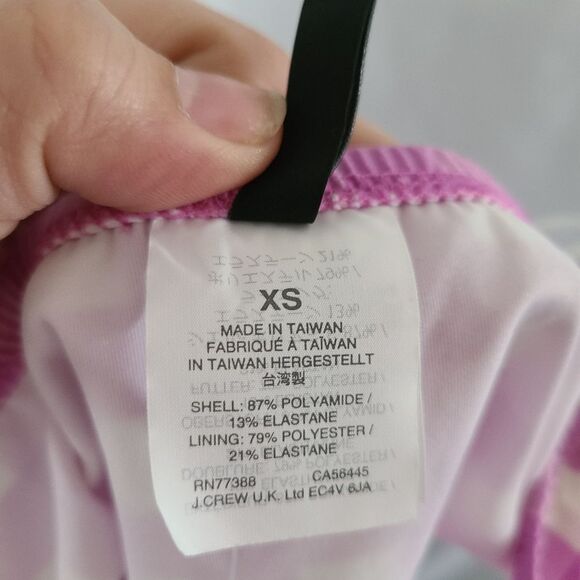 XS
MADE IN TAIWAN
FABRIQUÉ À TAÏWAN
IN TAIWAN HERGESTELLT
台湾製
SHELL: 87% POLYAMIDE /
13% ELASTANE
LINING: 79% POLYESTER /
21% ELASTANE
RN77388 CA56445
J.CREW U.K. Ltd EC4V 6JA